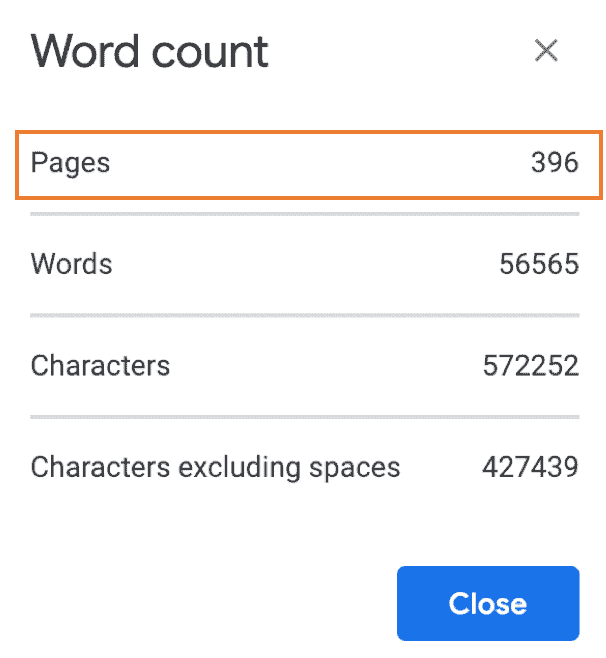 Word count
Pages 396
Words 56565
Characters 572252
Characters excluding spaces 427439
Close